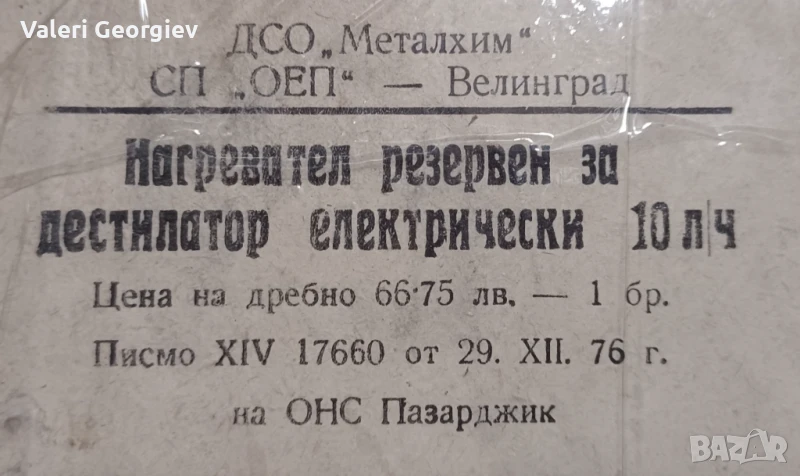 Valeri Georgiev
ДСО „Металхим“
СП „ОЕП“ — Велинград
Нагревател резервен за
дестилатор електрически 10 л/ч
Цена на дребно 66·75 лв. — 1 бр.
Писмо XIV 17660 от 29. XII. 76 г.
на ОНС Пазарджик
BAZAR